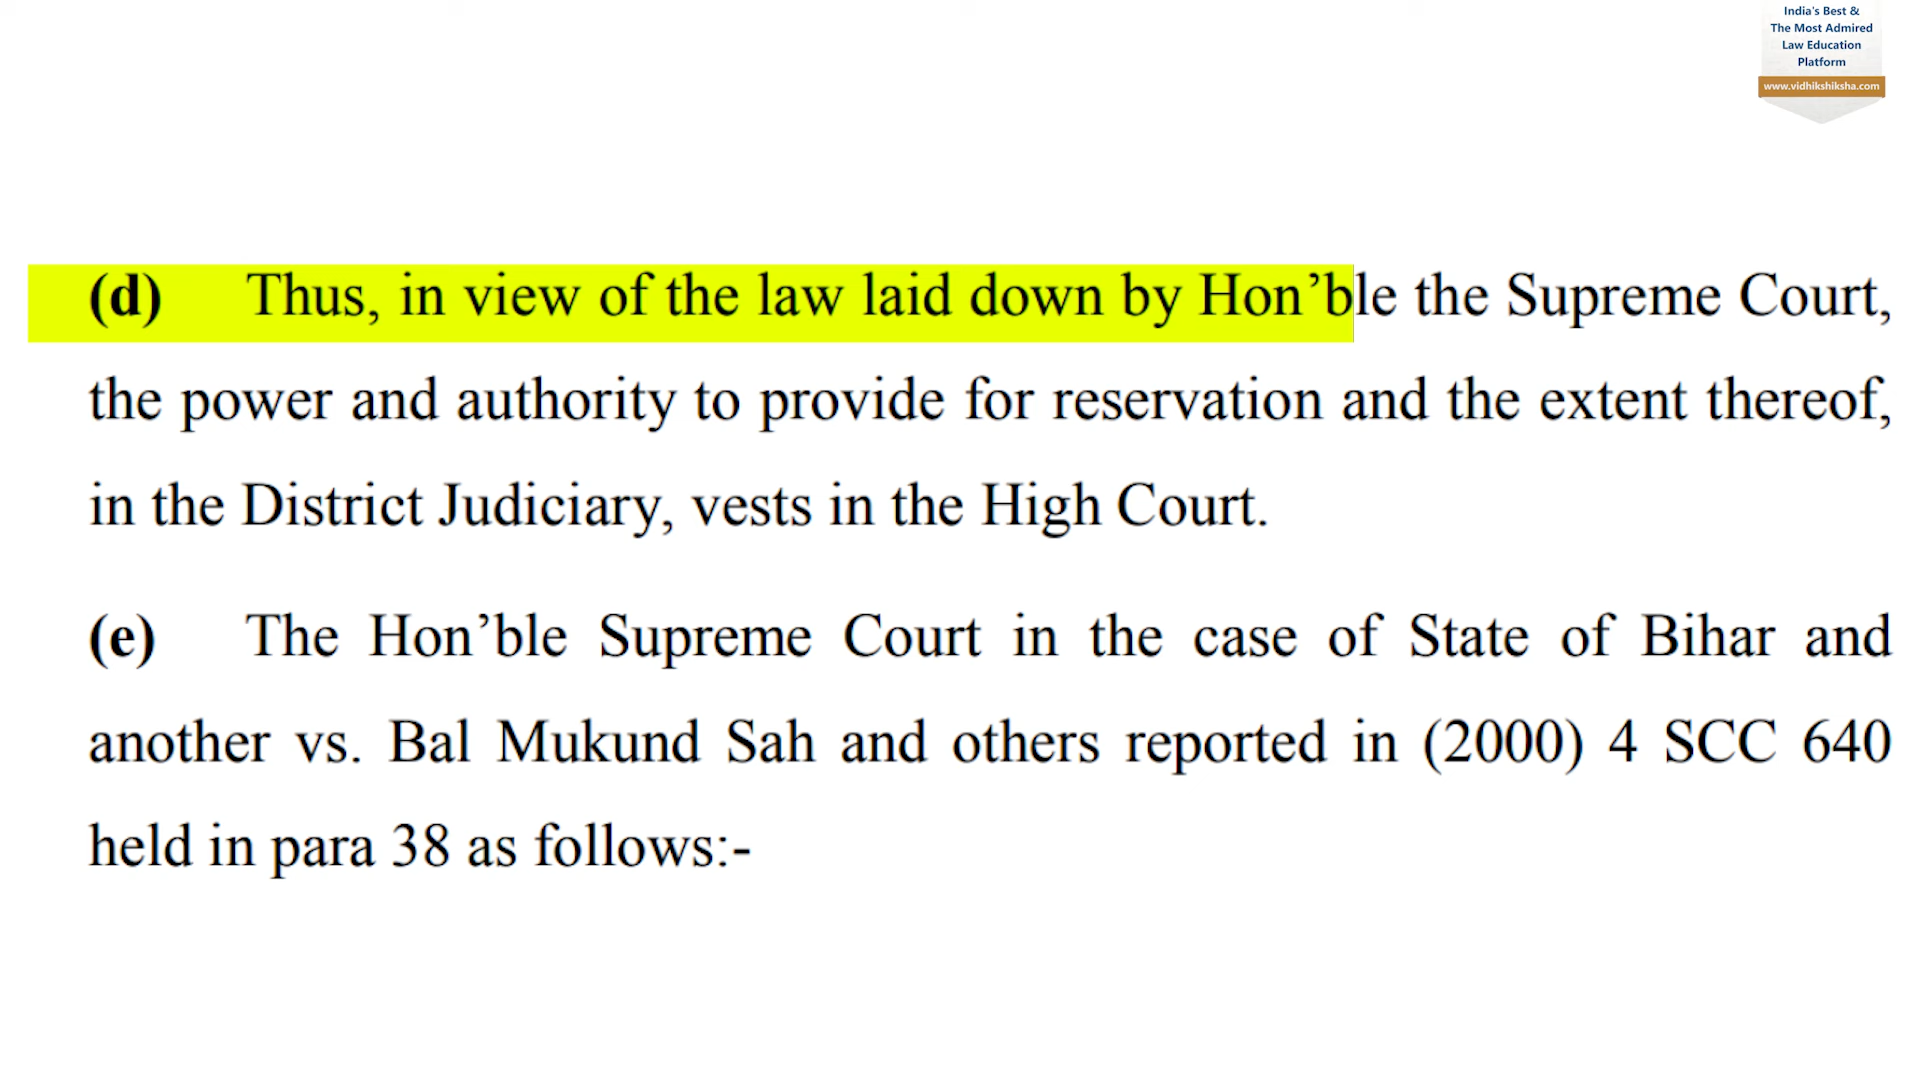 India's Best &
The Most Admired
Law Education
Platform
www.vidhikshiksha.com
(d) Thus, in view of the law laid down by Hon’ble the Supreme Court,
the power and authority to provide for reservation and the extent thereof,
in the District Judiciary, vests in the High Court.
(e) The Hon’ble Supreme Court in the case of State of Bihar and
another vs. Bal Mukund Sah and others reported in (2000) 4 SCC 640
held in para 38 as follows:-